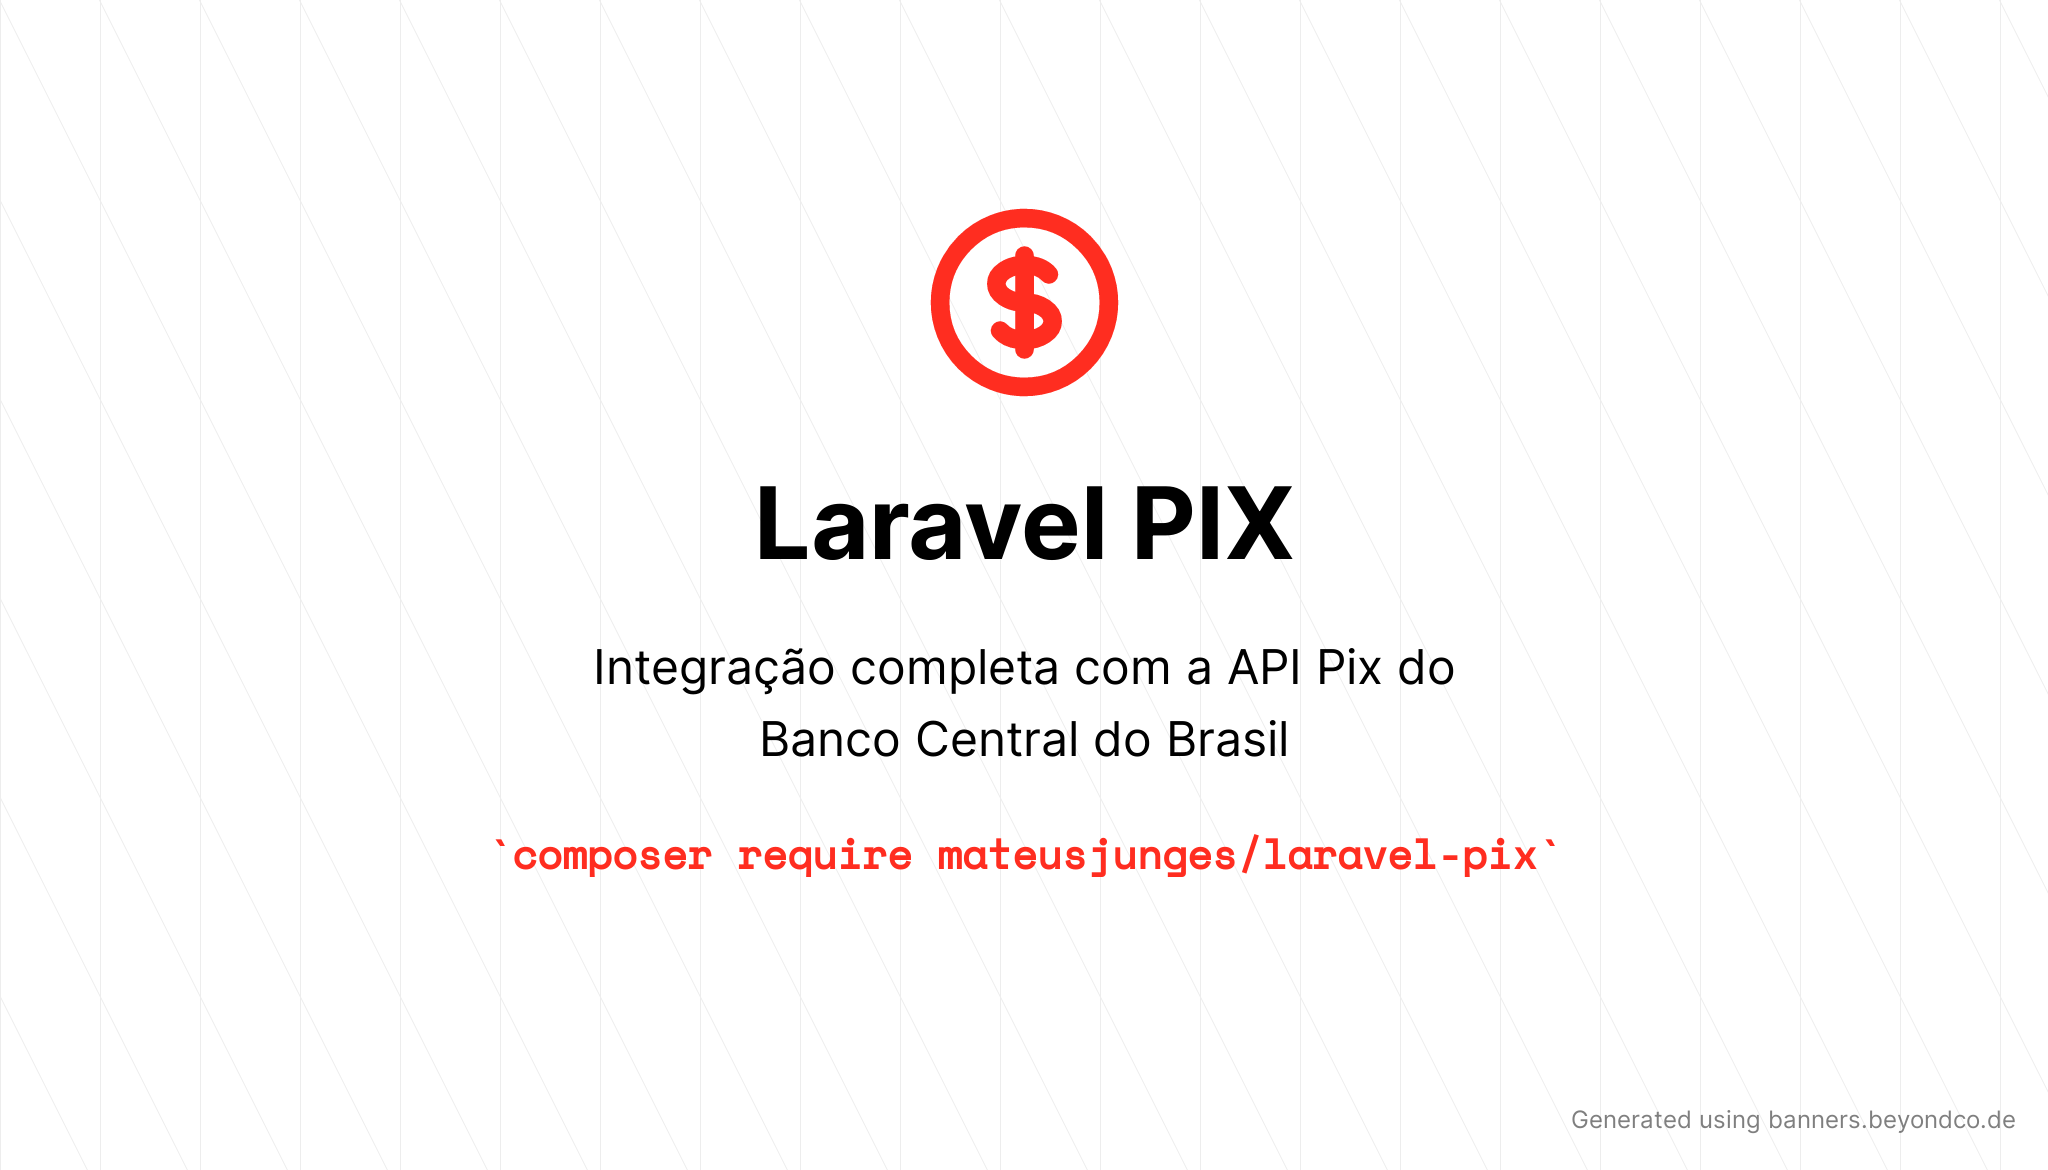 Laravel PIX
Integração completa com a API Pix do
Banco Central do Brasil
`composer require mateusjunges/laravel-pix`
Generated using banners.beyondco.de